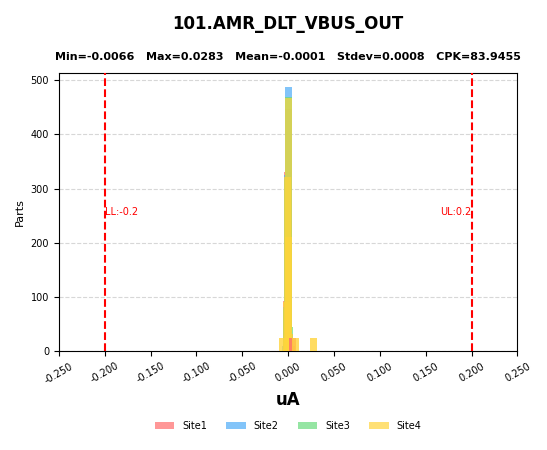 101.AMR_DLT_VBUS_OUT
Min=-0.0066 Max=0.0283 Mean=-0.0001 Stdev=0.0008 CPK=83.9455
500
400
300
200
100
0
Parts
LL:-0.2
UL:0.2
-0.250 -0.200 -0.150 -0.100 -0.050 0.000 0.050 0.100 0.150 0.200 0.250
uA
Site1 Site2 Site3 Site4